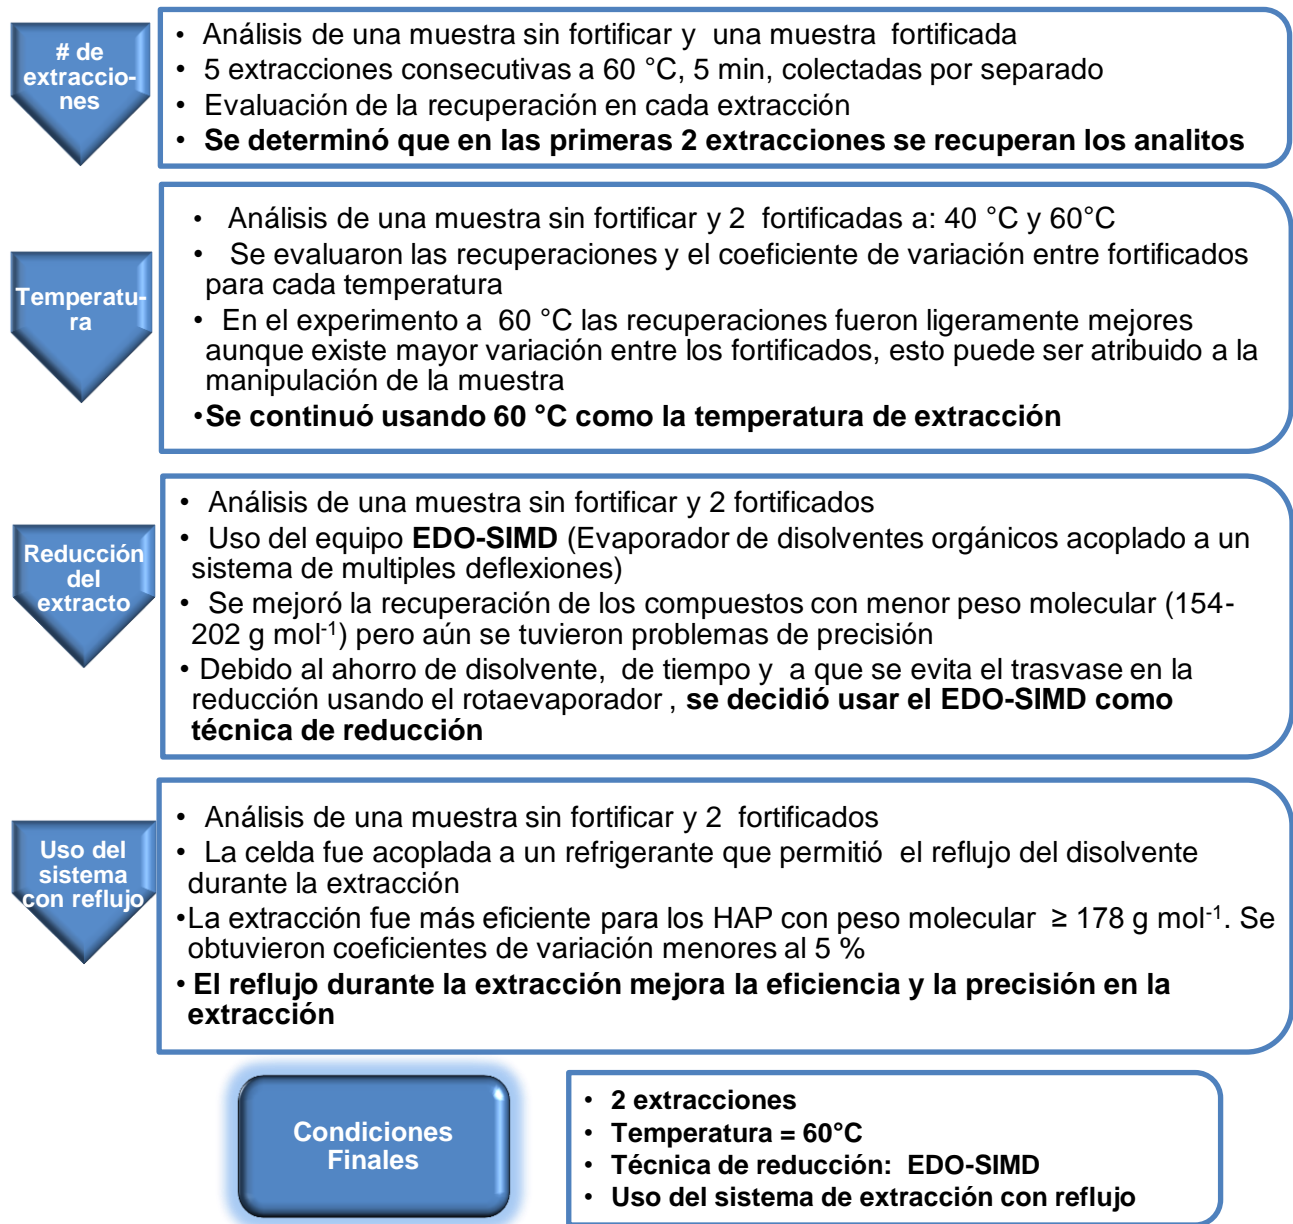 # de
extraccio-
nes
• Análisis de una muestra sin fortificar y una muestra fortificada
• 5 extracciones consecutivas a 60 °C, 5 min, colectadas por separado
• Evaluación de la recuperación en cada extracción
• Se determinó que en las primeras 2 extracciones se recuperan los analitos
Temperatu-
ra
• Análisis de una muestra sin fortificar y 2 fortificadas a: 40 °C y 60°C
• Se evaluaron las recuperaciones y el coeficiente de variación entre fortificados
para cada temperatura
• En el experimento a 60 °C las recuperaciones fueron ligeramente mejores
aunque existe mayor variación entre los fortificados, esto puede ser atribuido a la
manipulación de la muestra
•Se continuó usando 60 °C como la temperatura de extracción
Reducción
del
extracto
• Análisis de una muestra sin fortificar y 2 fortificados
• Uso del equipo EDO-SIMD (Evaporador de disolventes orgánicos acoplado a un
sistema de multiples deflexiones)
• Se mejoró la recuperación de los compuestos con menor peso molecular (154-
202 g mol⁻¹) pero aún se tuvieron problemas de precisión
• Debido al ahorro de disolvente, de tiempo y a que se evita el trasvase en la
reducción usando el rotaevaporador , se decidió usar el EDO-SIMD como
técnica de reducción
Uso del
sistema
con reflujo
• Análisis de una muestra sin fortificar y 2 fortificados
• La celda fue acoplada a un refrigerante que permitió el reflujo del disolvente
durante la extracción
•La extracción fue más eficiente para los HAP con peso molecular ≥ 178 g mol⁻¹. Se
obtuvieron coeficientes de variación menores al 5 %
• El reflujo durante la extracción mejora la eficiencia y la precisión en la
extracción
Condiciones
Finales
• 2 extracciones
• Temperatura = 60°C
• Técnica de reducción: EDO-SIMD
• Uso del sistema de extracción con reflujo